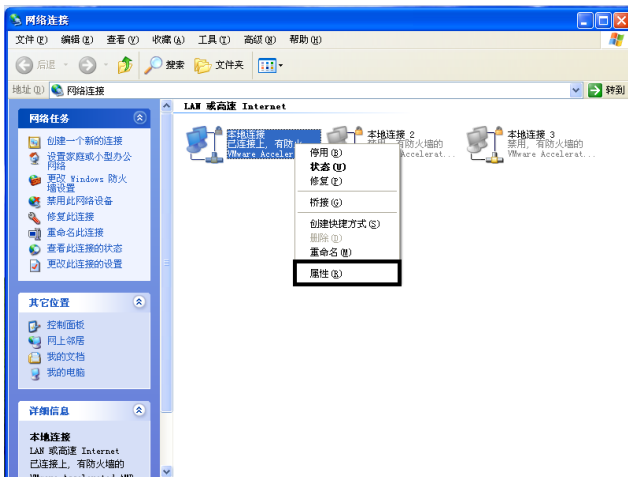 网络连接
文件(F) 编辑(E) 查看(V) 收藏(A) 工具(T) 高级(N) 帮助(H)
后退 搜索 文件夹
地址(D) 网络连接 转到
网络任务
创建一个新的连接
设置家庭或小型办公
网络
更改 Windows 防火
墙设置
禁用此网络设备
修复此连接
重命名此连接
查看此连接的状态
更改此连接的设置
其它位置
控制面板
网上邻居
我的文档
我的电脑
详细信息
本地连接
LAN 或高速 Internet
已连接上, 有防火墙的
LAN 或高速 Internet
本地连接
已连接上, 有防火
VMware Acceler
本地连接 2
禁用, 有防火墙的
Accelerat...
本地连接 3
禁用, 有防火墙的
VMware Accelerat...
停用(B)
状态(U)
修复(P)
桥接(G)
创建快捷方式(S)
删除(D)
重命名(M)
属性(R)